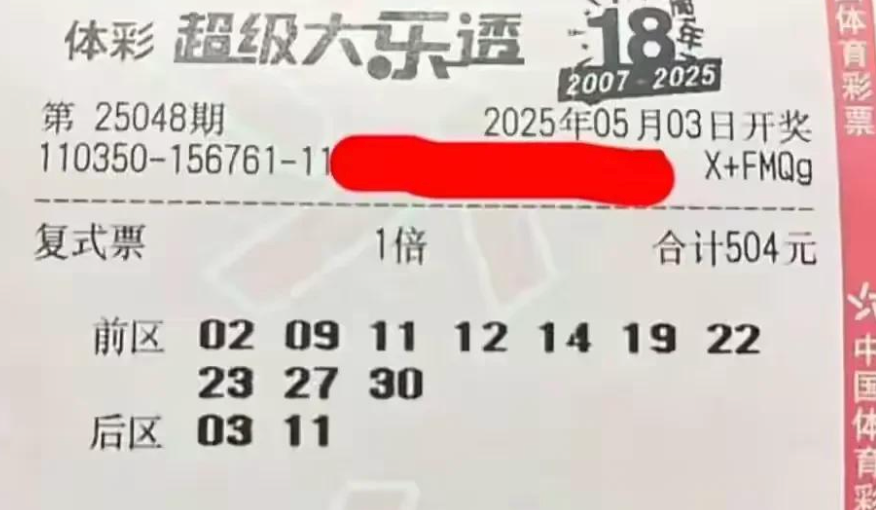 体彩 超级大乐透 18周年
2007-2025
第 25048期 2025年05月03日开奖
110350-156761-11 X+FMQg
复式票 1倍 合计504元
前区 02 09 11 12 14 19 22
23 27 30
后区 03 11
体育彩票
中国体育彩